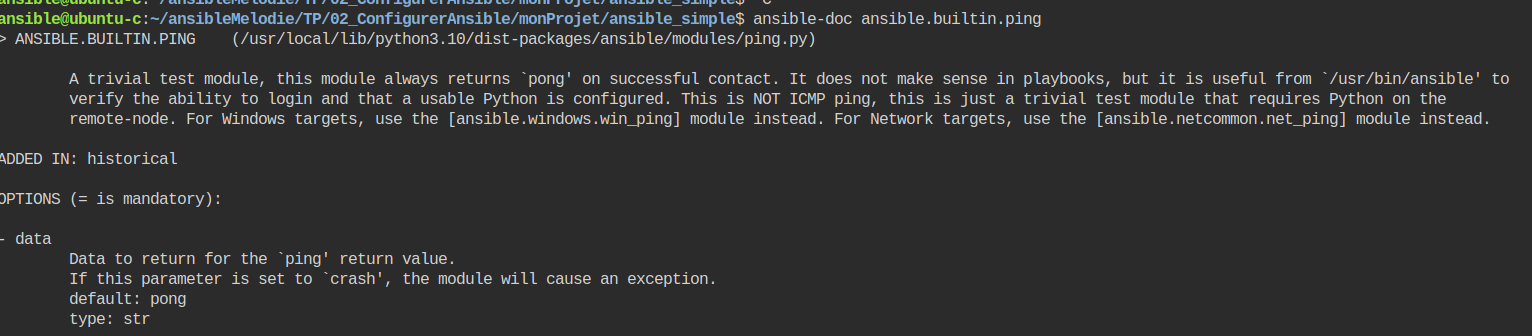 ansible@ubuntu-c:~/ansibleMelodie/TP/02_ConfigurerAnsible/monProjet/ansible_simple$ ^C
ansible@ubuntu-c:~/ansibleMelodie/TP/02_ConfigurerAnsible/monProjet/ansible_simple$ ansible-doc ansible.builtin.ping
> ANSIBLE.BUILTIN.PING    (/usr/local/lib/python3.10/dist-packages/ansible/modules/ping.py)
A trivial test module, this module always returns `pong' on successful contact. It does not make sense in playbooks, but it is useful from `/usr/bin/ansible' to
verify the ability to login and that a usable Python is configured. This is NOT ICMP ping, this is just a trivial test module that requires Python on the
remote-node. For Windows targets, use the [ansible.windows.win_ping] module instead. For Network targets, use the [ansible.netcommon.net_ping] module instead.
ADDED IN: historical
OPTIONS (= is mandatory):
- data
Data to return for the `ping' return value.
If this parameter is set to `crash', the module will cause an exception.
default: pong
type: str